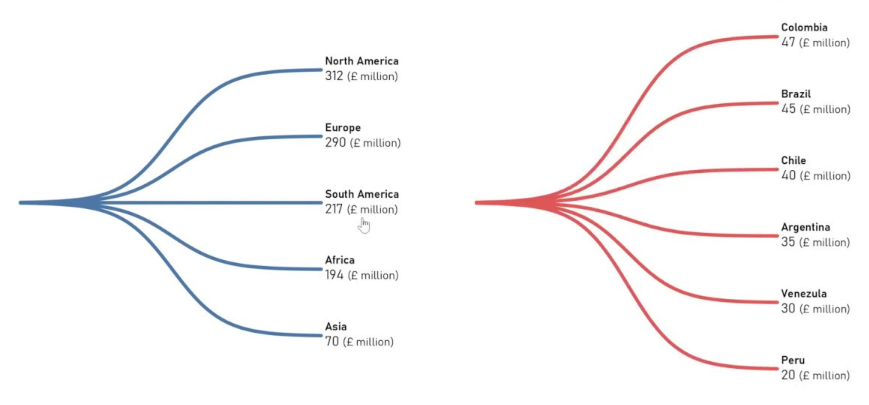 North America
312 (£ million)
Europe
290 (£ million)
South America
217 (£ million)
Africa
194 (£ million)
Asia
70 (£ million)
Colombia
47 (£ million)
Brazil
45 (£ million)
Chile
40 (£ million)
Argentina
35 (£ million)
Venezula
30 (£ million)
Peru
20 (£ million)